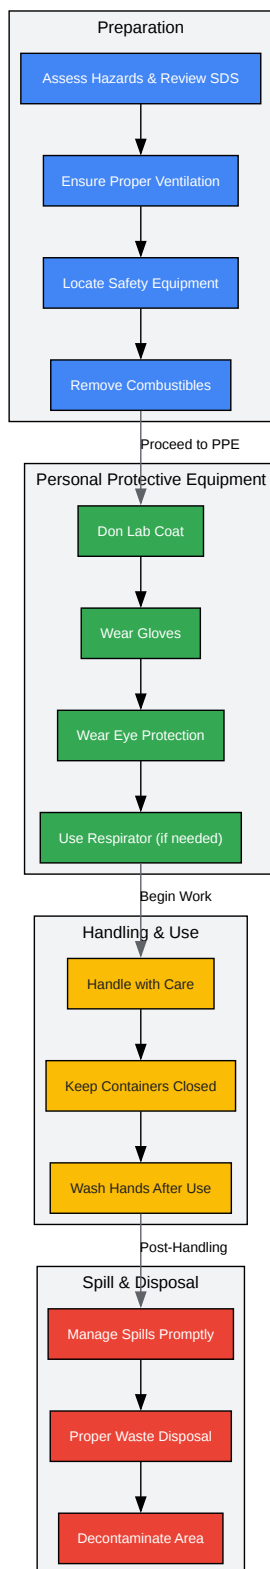 Preparation
Assess Hazards & Review SDS
Ensure Proper Ventilation
Locate Safety Equipment
Remove Combustibles
Proceed to PPE
Personal Protective Equipment
Don Lab Coat
Wear Gloves
Wear Eye Protection
Use Respirator (if needed)
Begin Work
Handling & Use
Handle with Care
Keep Containers Closed
Wash Hands After Use
Post-Handling
Spill & Disposal
Manage Spills Promptly
Proper Waste Disposal
Decontaminate Area